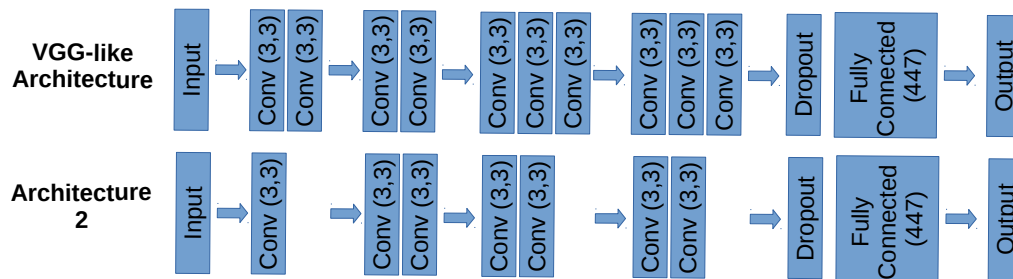 VGG-like
Architecture
Input
Conv (3,3)
Conv (3,3)
Conv (3,3)
Conv (3,3)
Conv (3,3)
Conv (3,3)
Conv (3,3)
Conv (3,3)
Conv (3,3)
Conv (3,3)
Dropout
Fully
Connected
(447)
Output
Architecture
2
Input
Conv (3,3)
Conv (3,3)
Conv (3,3)
Conv (3,3)
Conv (3,3)
Conv (3,3)
Conv (3,3)
Dropout
Fully
Connected
(447)
Output